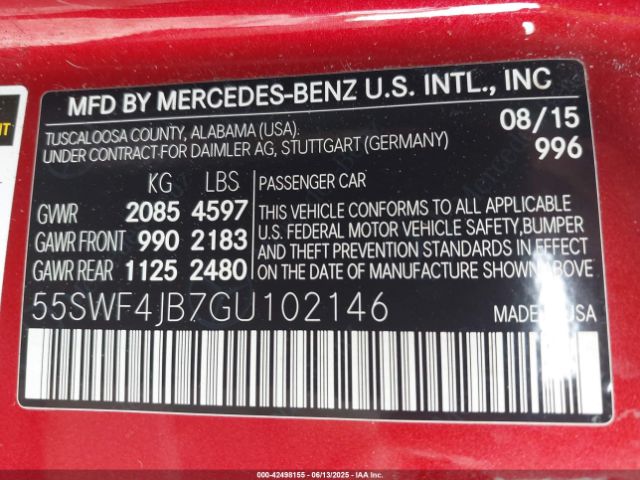 MFD BY MERCEDES-BENZ U.S. INTL., INC
TUSCALOOSA COUNTY, ALABAMA (USA). 08/15
UNDER CONTRACT-FOR DAIMLER AG, STUTTGART (GERMANY) 996
KG LBS PASSENGER CAR
GVWR 2085 4597 THIS VEHICLE CONFORMS TO ALL APPLICABLE
GAWR FRONT 990 2183 U.S. FEDERAL MOTOR VEHICLE SAFETY,BUMPER
AND THEFT PREVENTION STANDARDS IN EFFECT
GAWR REAR 1125 2480 ON THE DATE OF MANUFACTURE SHOWN ABOVE.
55SWF4JB7GU102146 MADE IN USA
000-42498155 - 06/13/2025 - IAA Inc.